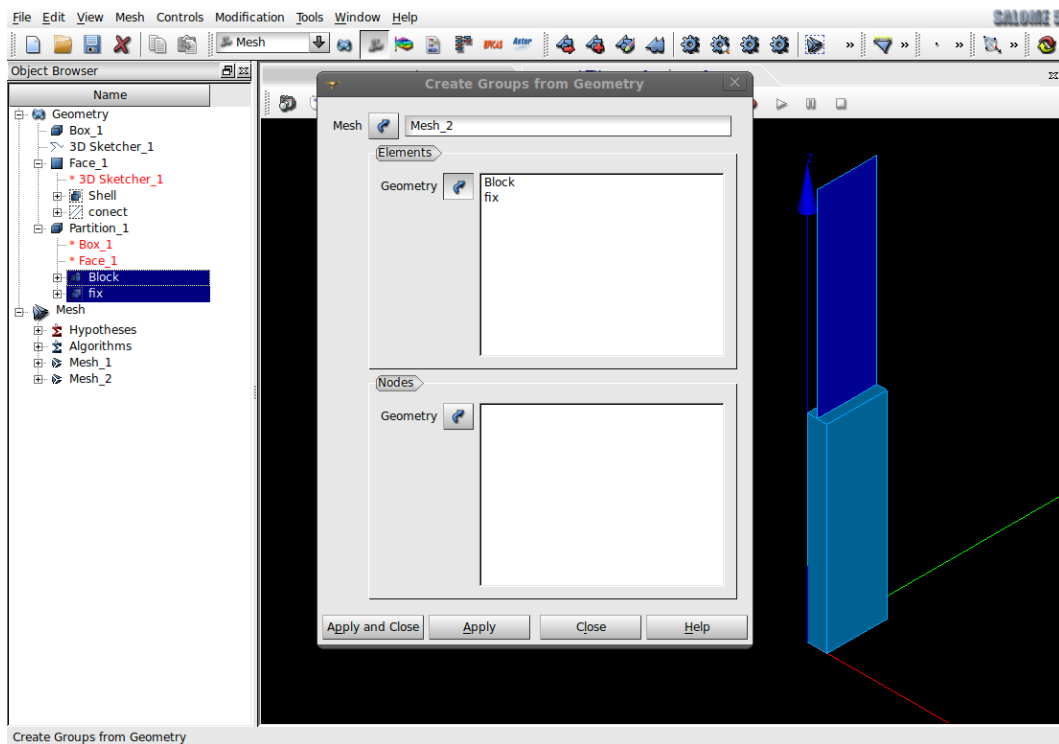 File Edit View Mesh Controls Modification Tools Window Help
SALOME
Mesh
EFICAS
Aster
»
»
»
»
Object Browser
Name
Geometry
Box_1
3D Sketcher_1
Face_1
* 3D Sketcher_1
Shell
conect
Partition_1
* Box_1
* Face_1
Block
fix
Mesh
Hypotheses
Algorithms
Mesh_1
Mesh_2
Create Groups from Geometry
Mesh
Mesh_2
Elements
Geometry
Block
fix
Nodes
Geometry
Apply and Close
Apply
Close
Help
Z
Create Groups from Geometry